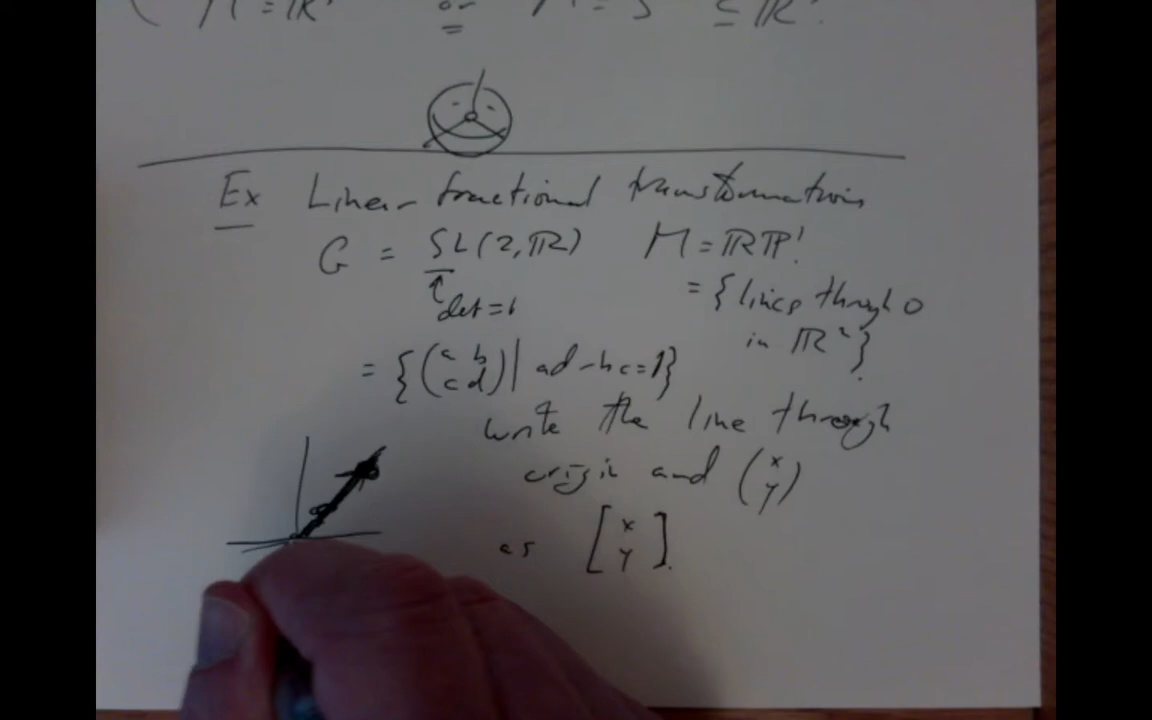 M = ℝ or M = S ⊆ ℝ.
Ex Linear fractional transformations
G = SL(2,ℝ) M = ℝℙ¹.
↑ det = 1 = {lines through 0
in ℝ²}.
= {(a b c d) | ad - bc = 1}
write the line through
origin and (x y)
as [x y].